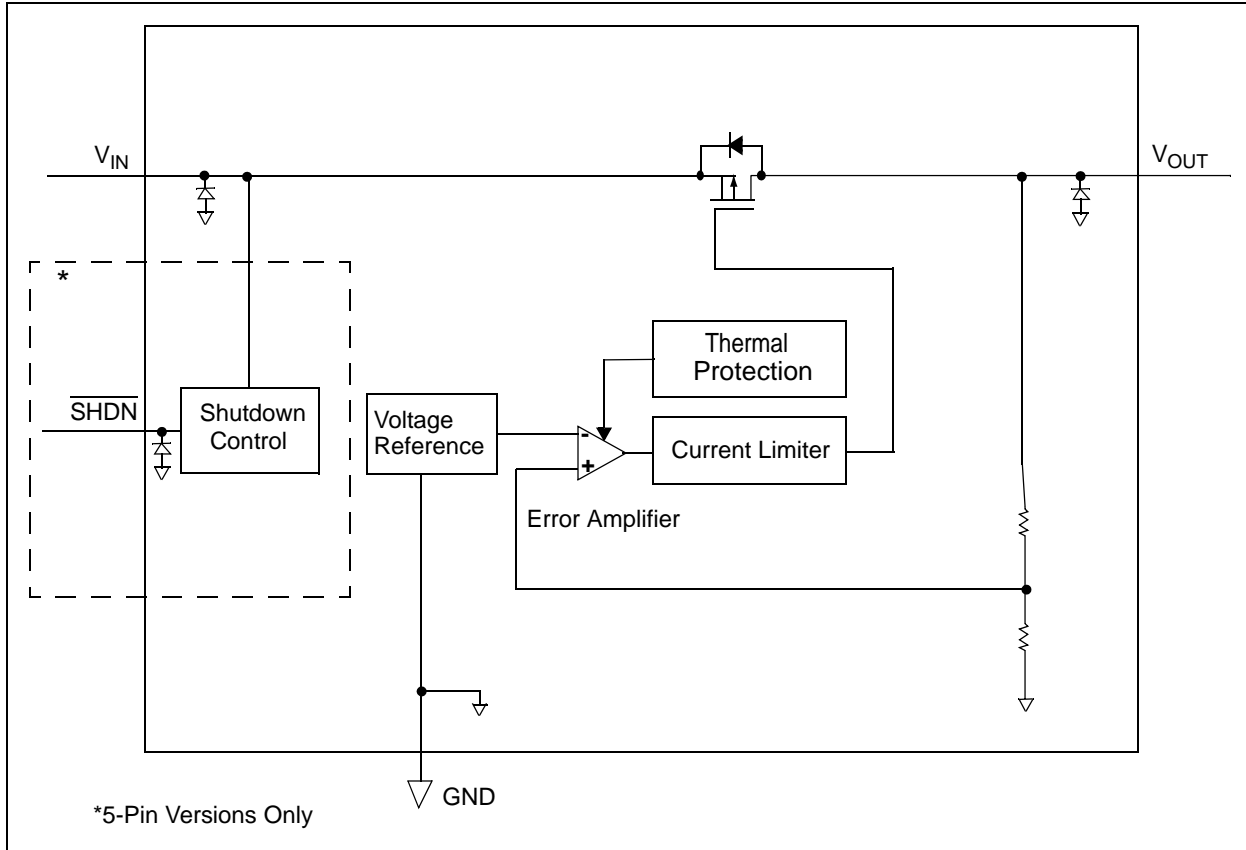 V_IN
V_OUT
*
Thermal
Protection
SHDN
Shutdown
Control
Voltage
Reference
-
+
Current Limiter
Error Amplifier
GND
*5-Pin Versions Only